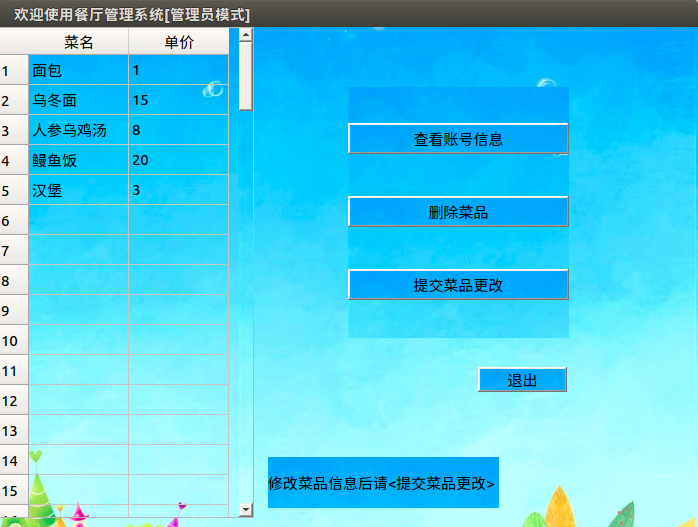 欢迎使用餐厅管理系统[管理员模式]
菜名 单价
1 面包 1
2 乌冬面 15
3 人参乌鸡汤 8
4 鳗鱼饭 20
5 汉堡 3
6
7
8
9
10
11
12
13
14
15
查看账号信息
删除菜品
提交菜品更改
退出
修改菜品信息后请<提交菜品更改>